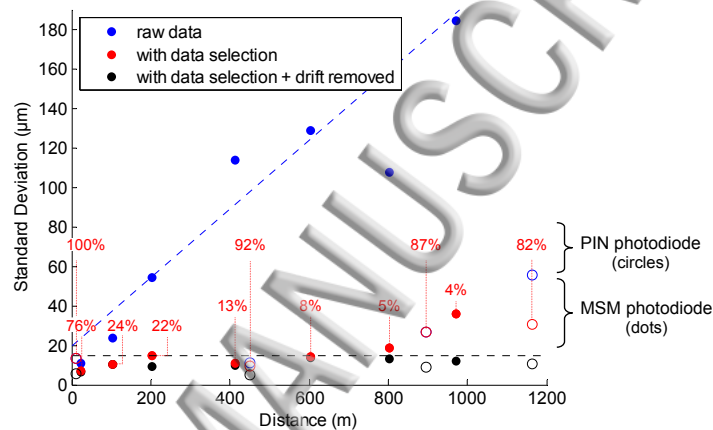 raw data
with data selection
with data selection + drift removed
Standard Deviation (µm)
180
160
140
120
100
80
60
40
20
0
100%
92%
87%
82%
76%
24%
22%
13%
8%
5%
4%
PIN photodiode
(circles)
MSM photodiode
(dots)
0
200
400
600
800
1000
1200
Distance (m)
MANUSCR